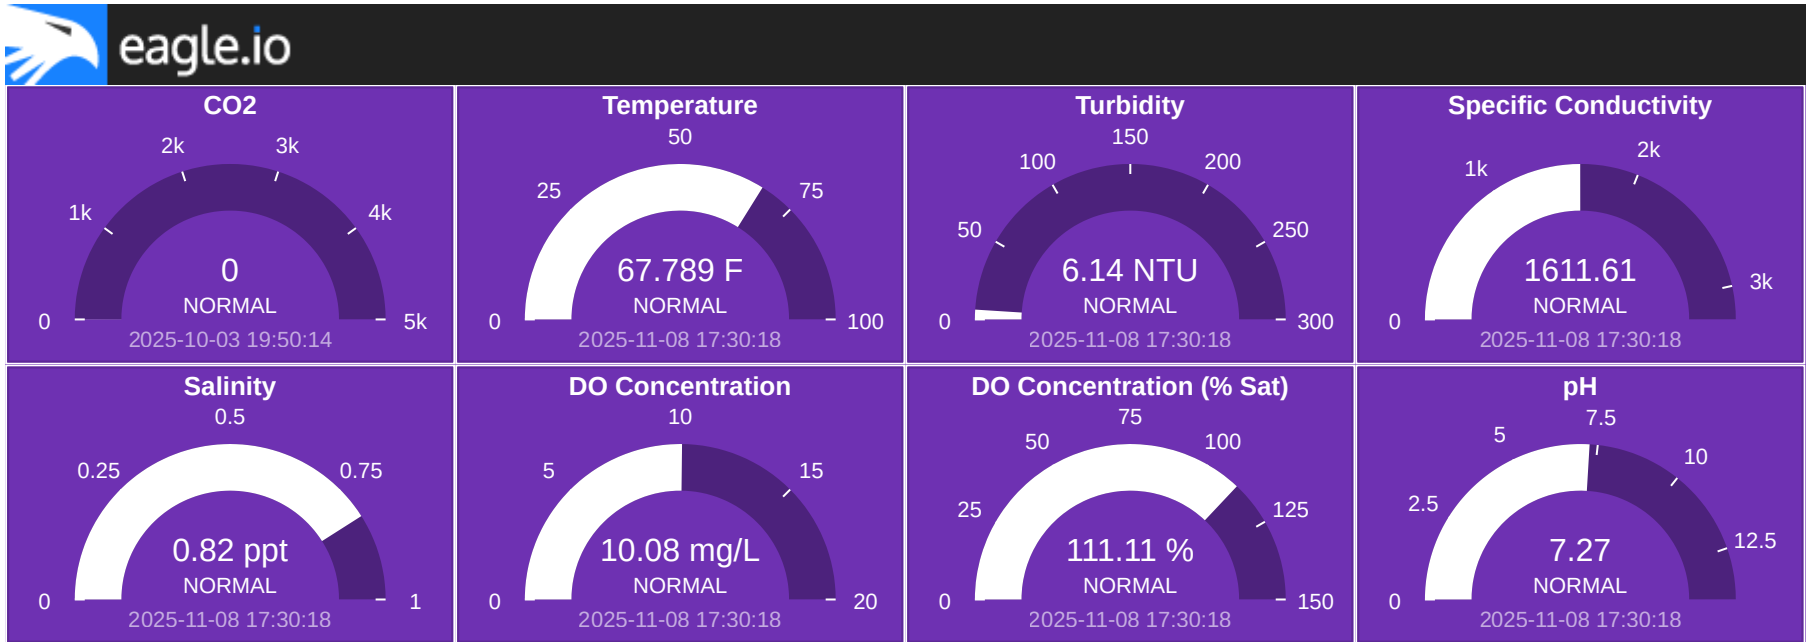 eagle.io
CO2
2k
3k
1k
4k
0
NORMAL
0
5k
2025-10-03 19:50:14
Temperature
50
25
75
67.789 F
NORMAL
0
100
2025-11-08 17:30:18
Turbidity
150
100
200
50
250
6.14 NTU
NORMAL
0
300
2025-11-08 17:30:18
Specific Conductivity
2k
1k
1611.61
3k
NORMAL
0
2025-11-08 17:30:18
Salinity
0.5
0.25
0.75
0.82 ppt
NORMAL
0
1
2025-11-08 17:30:18
DO Concentration
10
5
15
10.08 mg/L
NORMAL
0
20
2025-11-08 17:30:18
DO Concentration (% Sat)
75
50
100
25
125
111.11 %
NORMAL
0
150
2025-11-08 17:30:18
pH
7.5
5
10
2.5
12.5
7.27
NORMAL
0
2025-11-08 17:30:18